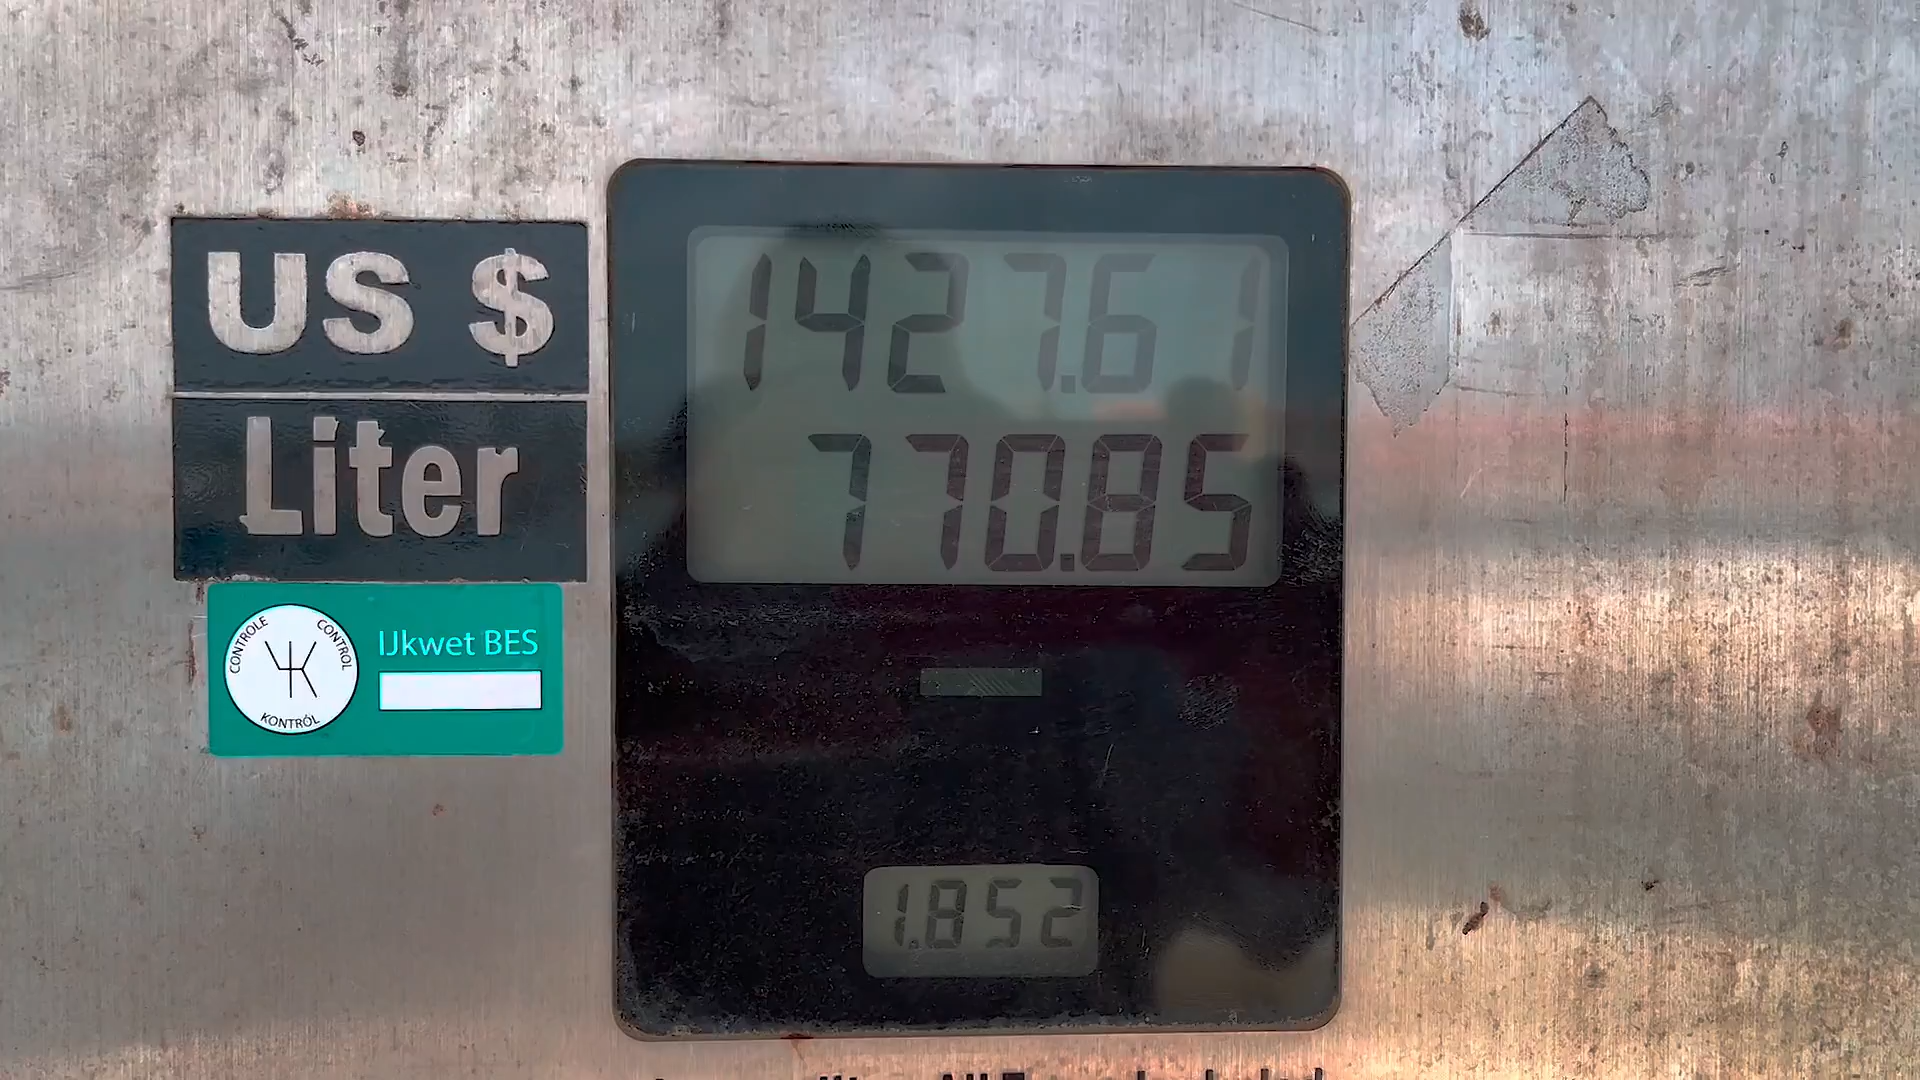 US $
1427.61
Liter
770.85
CONTROLE CONTROL KONTRÒL
IJkwet BES
1.852